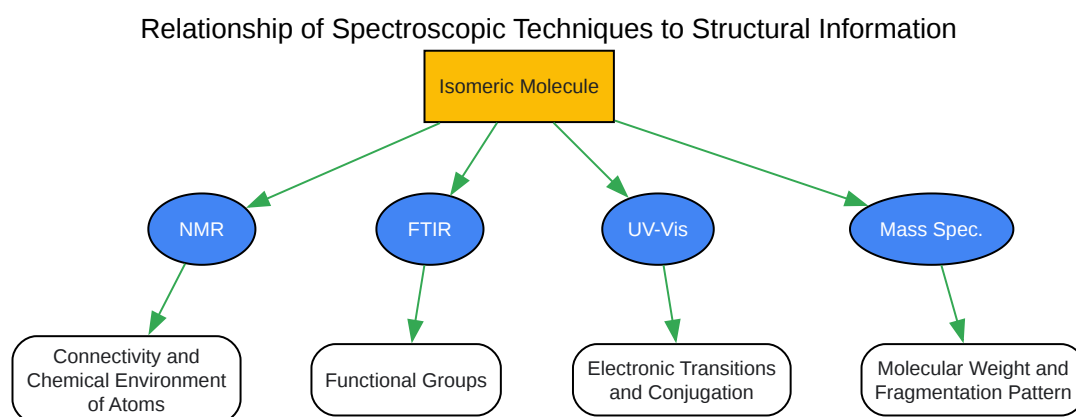 Relationship of Spectroscopic Techniques to Structural Information
Isomeric Molecule
NMR
FTIR
UV-Vis
Mass Spec.
Connectivity and
Chemical Environment
of Atoms
Functional Groups
Electronic Transitions
and Conjugation
Molecular Weight and
Fragmentation Pattern